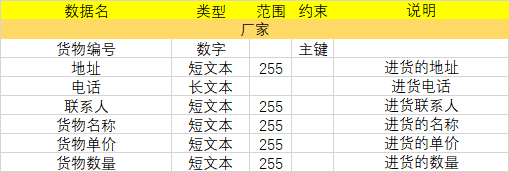 数据名 类型 范围 约束 说明
厂家
货物编号 数字 主键
地址 短文本 255 进货的地址
电话 长文本 进货电话
联系人 短文本 255 进货联系人
货物名称 短文本 255 进货的名称
货物单价 短文本 255 进货的单价
货物数量 短文本 255 进货的数量